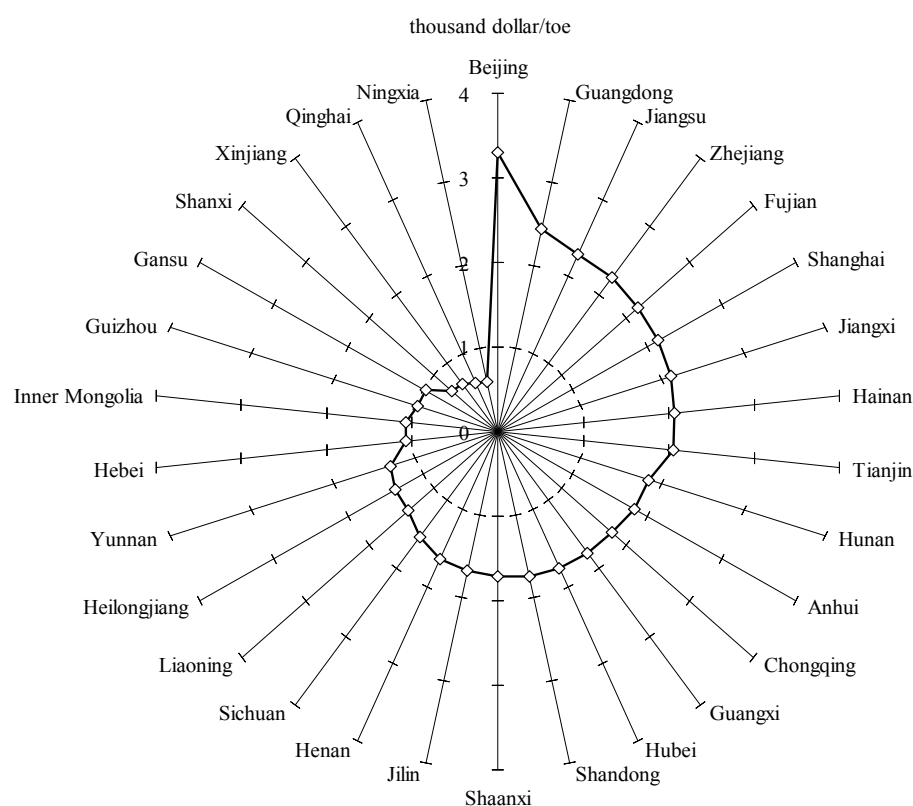 thousand dollar/toe
Beijing
4
3
2
1
0
Guangdong
Jiangsu
Zhejiang
Fujian
Shanghai
Jiangxi
Hainan
Tianjin
Hunan
Anhui
Chongqing
Guangxi
Hubei
Shandong
Shaanxi
Jilin
Henan
Sichuan
Liaoning
Heilongjiang
Yunnan
Hebei
Inner Mongolia
Guizhou
Gansu
Shanxi
Xinjiang
Qinghai
Ningxia